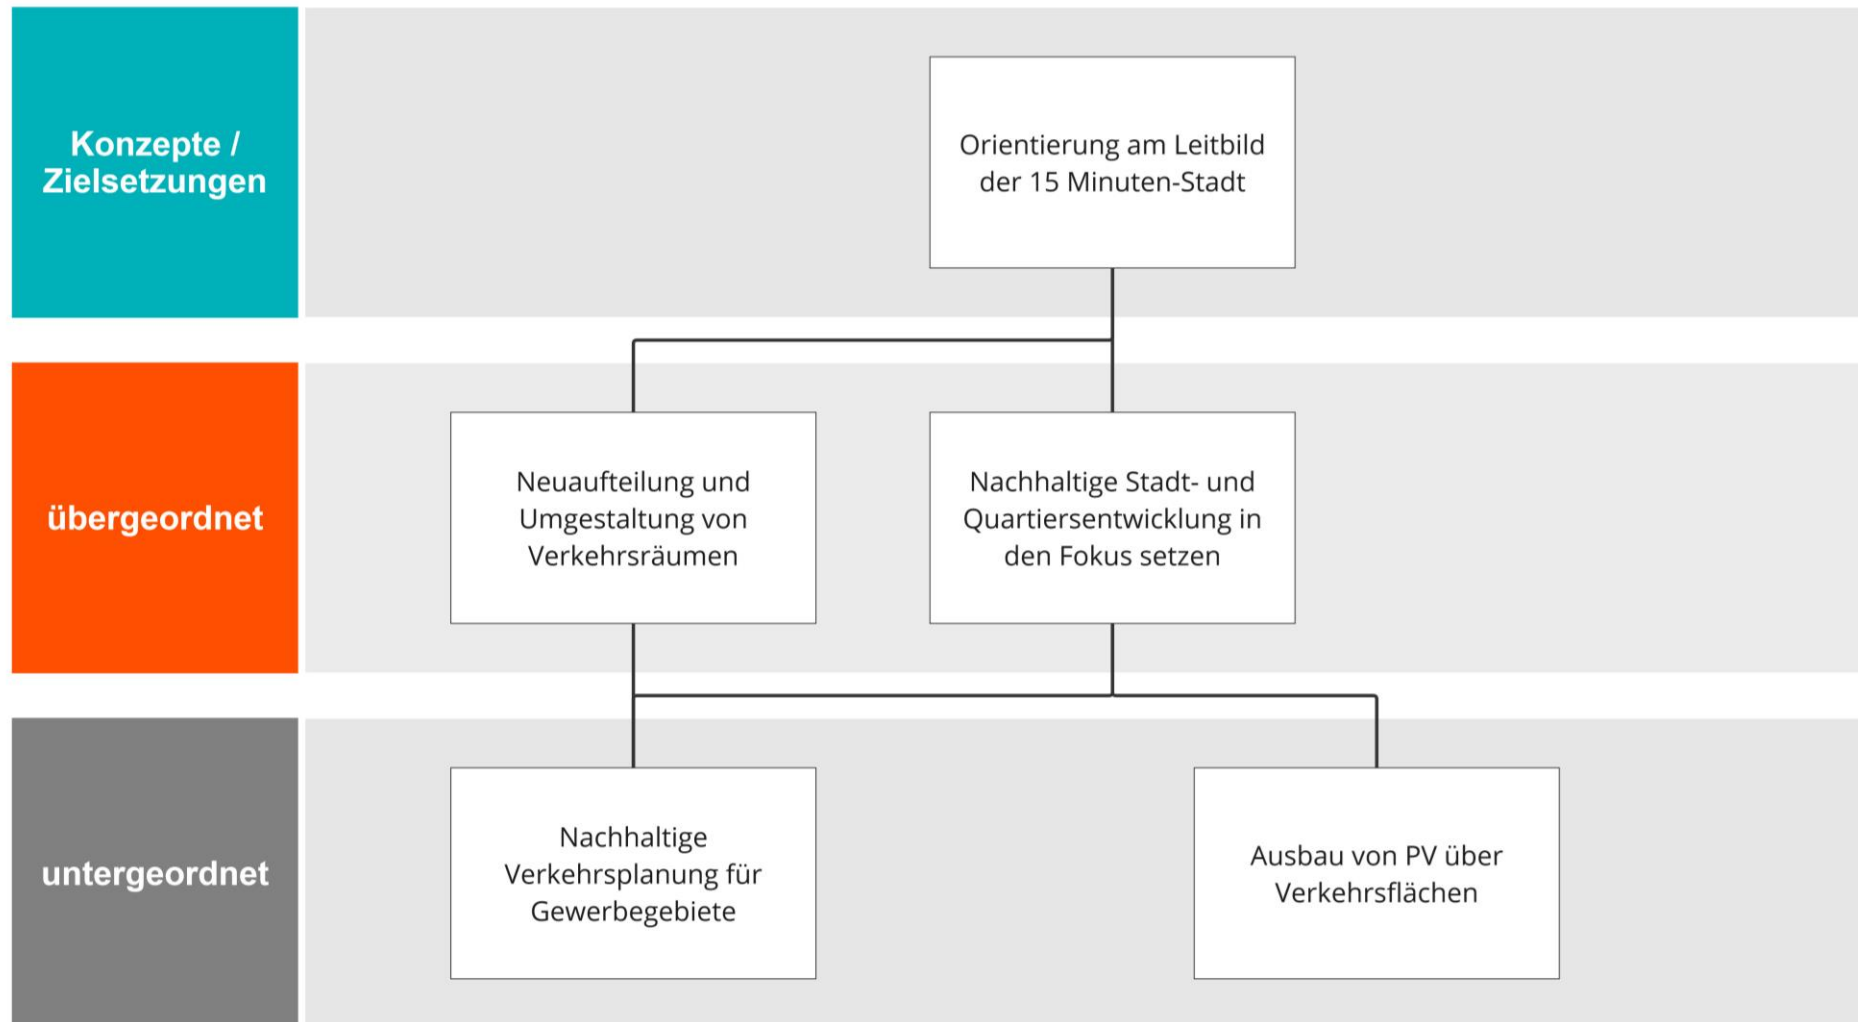 Konzepte /
Zielsetzungen
Orientierung am Leitbild
der 15 Minuten-Stadt
übergeordnet
Neuaufteilung und
Umgestaltung von
Verkehrsräumen
Nachhaltige Stadt- und
Quartiersentwicklung in
den Fokus setzen
untergeordnet
Nachhaltige
Verkehrsplanung für
Gewerbegebiete
Ausbau von PV über
Verkehrsflächen